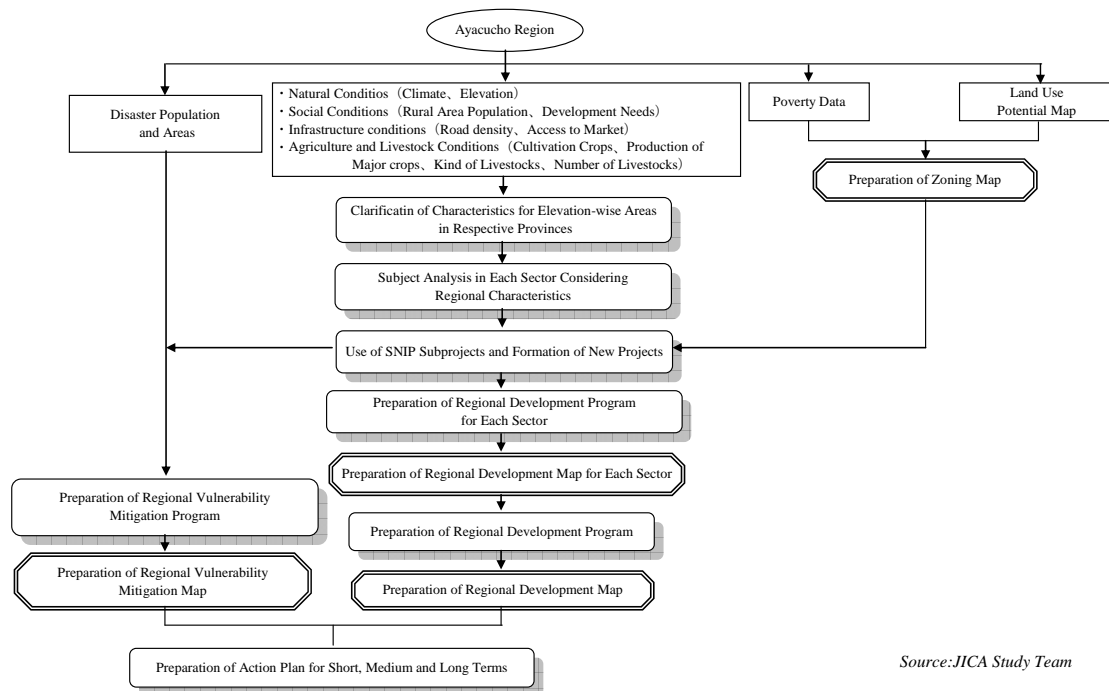 Ayacucho Region
Disaster Population
and Areas
・Natural Conditios（Climate、Elevation）
・Social Conditions（Rural Area Population、Development Needs）
・Infrastructure conditions（Road density、Access to Market）
・Agriculture and Livestock Conditions（Cultivation Crops、Production of
Major crops、Kind of Livestocks、Number of Livestocks）
Poverty Data
Land Use
Potential Map
Preparation of Zoning Map
Clarificatin of Characteristics for Elevation-wise Areas
in Respective Provinces
Subject Analysis in Each Sector Considering
Regional Characteristics
Use of SNIP Subprojects and Formation of New Projects
Preparation of Regional Development Program
for Each Sector
Preparation of Regional Development Map for Each Sector
Preparation of Regional Vulnerability
Mitigation Program
Preparation of Regional Development Program
Preparation of Regional Vulnerability
Mitigation Map
Preparation of Regional Development Map
Preparation of Action Plan for Short, Medium and Long Terms
Source:JICA Study Team